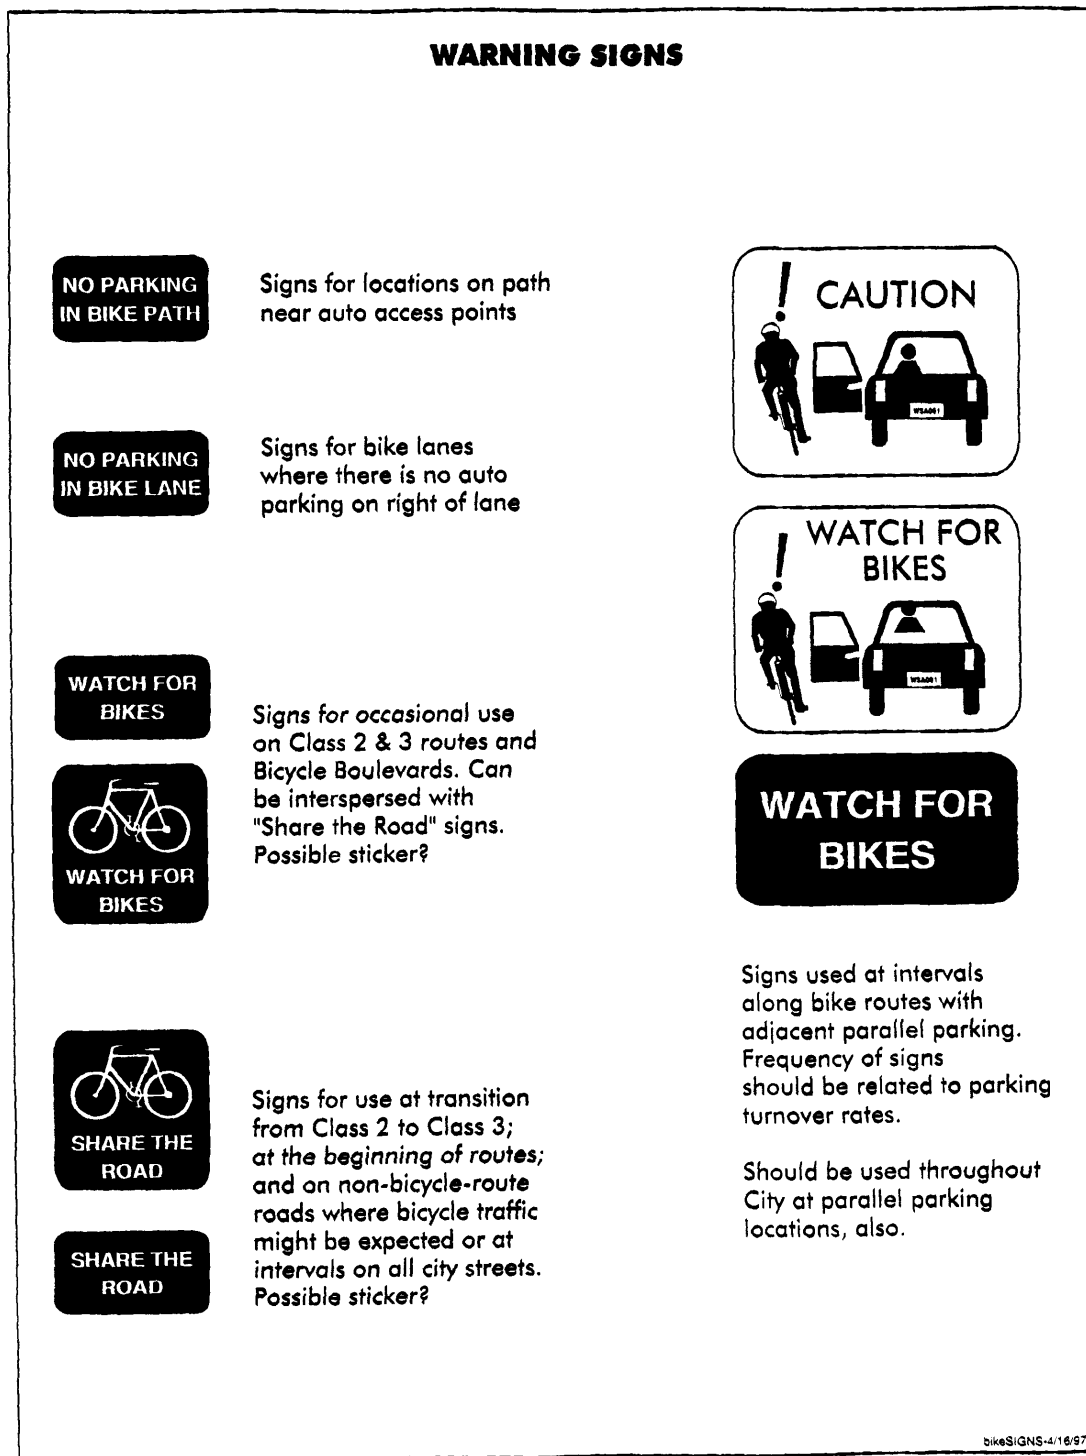 WARNING SIGNS
NO PARKING
IN BIKE PATH
Signs for locations on path
near auto access points
NO PARKING
IN BIKE LANE
Signs for bike lanes
where there is no auto
parking on right of lane
WATCH FOR
BIKES
WATCH FOR
BIKES
Signs for occasional use
on Class 2 & 3 routes and
Bicycle Boulevards. Can
be interspersed with
"Share the Road" signs.
Possible sticker?
SHARE THE
ROAD
SHARE THE
ROAD
Signs for use at transition
from Class 2 to Class 3;
at the beginning of routes;
and on non-bicycle-route
roads where bicycle traffic
might be expected or at
intervals on all city streets.
Possible sticker?
!
CAUTION
WSA081
!
WATCH FOR
BIKES
WSA081
WATCH FOR
BIKES
Signs used at intervals
along bike routes with
adjacent parallel parking.
Frequency of signs
should be related to parking
turnover rates.
Should be used throughout
City at parallel parking
locations, also.
bikeSIGNS-4/16/97